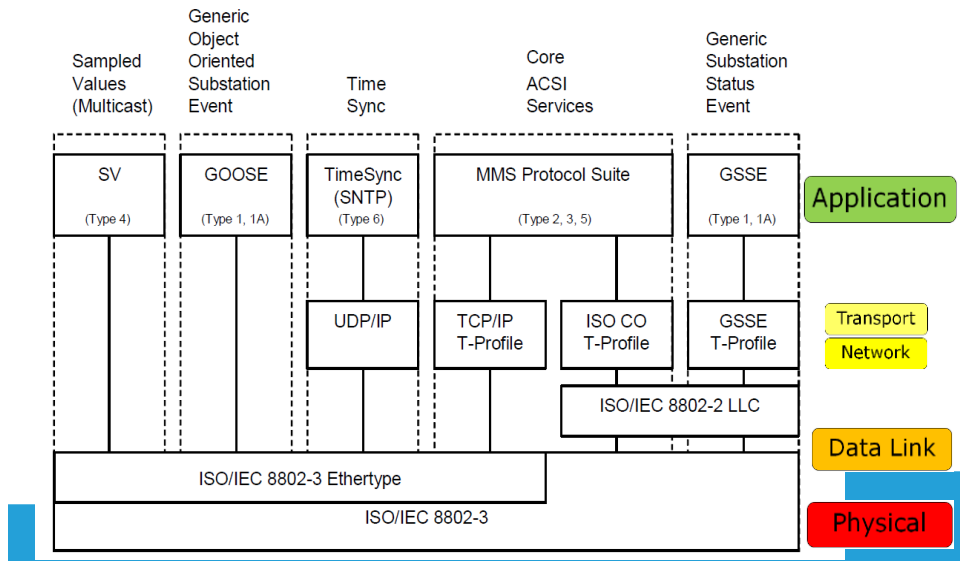 Sampled
Values
(Multicast)
Generic
Object
Oriented
Substation
Event
Time
Sync
Core
ACSI
Services
Generic
Substation
Status
Event
SV
(Type 4)
GOOSE
(Type 1, 1A)
TimeSync
(SNTP)
(Type 6)
MMS Protocol Suite
(Type 2, 3, 5)
GSSE
(Type 1, 1A)
Application
UDP/IP
TCP/IP
T-Profile
ISO CO
T-Profile
GSSE
T-Profile
Transport
Network
ISO/IEC 8802-2 LLC
Data Link
ISO/IEC 8802-3 Ethertype
ISO/IEC 8802-3
Physical